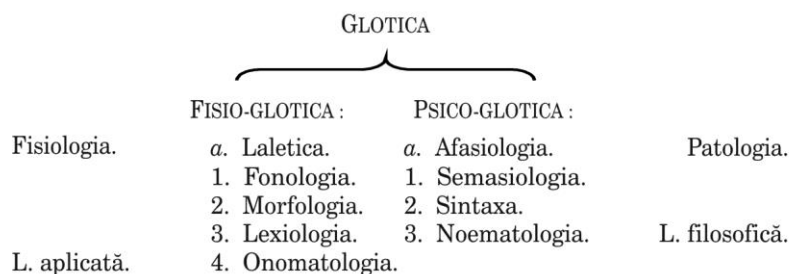 GLOTICA
FISIO-GLOTICA : PSICO-GLOTICA :
Fisiologia. a. Laletica. a. Afasiologia. Patologia.
1. Fonologia. 1. Semasiologia.
2. Morfologia. 2. Sintaxa.
3. Lexiologia. 3. Noematologia. L. filosofică.
L. aplicată. 4. Onomatologia.